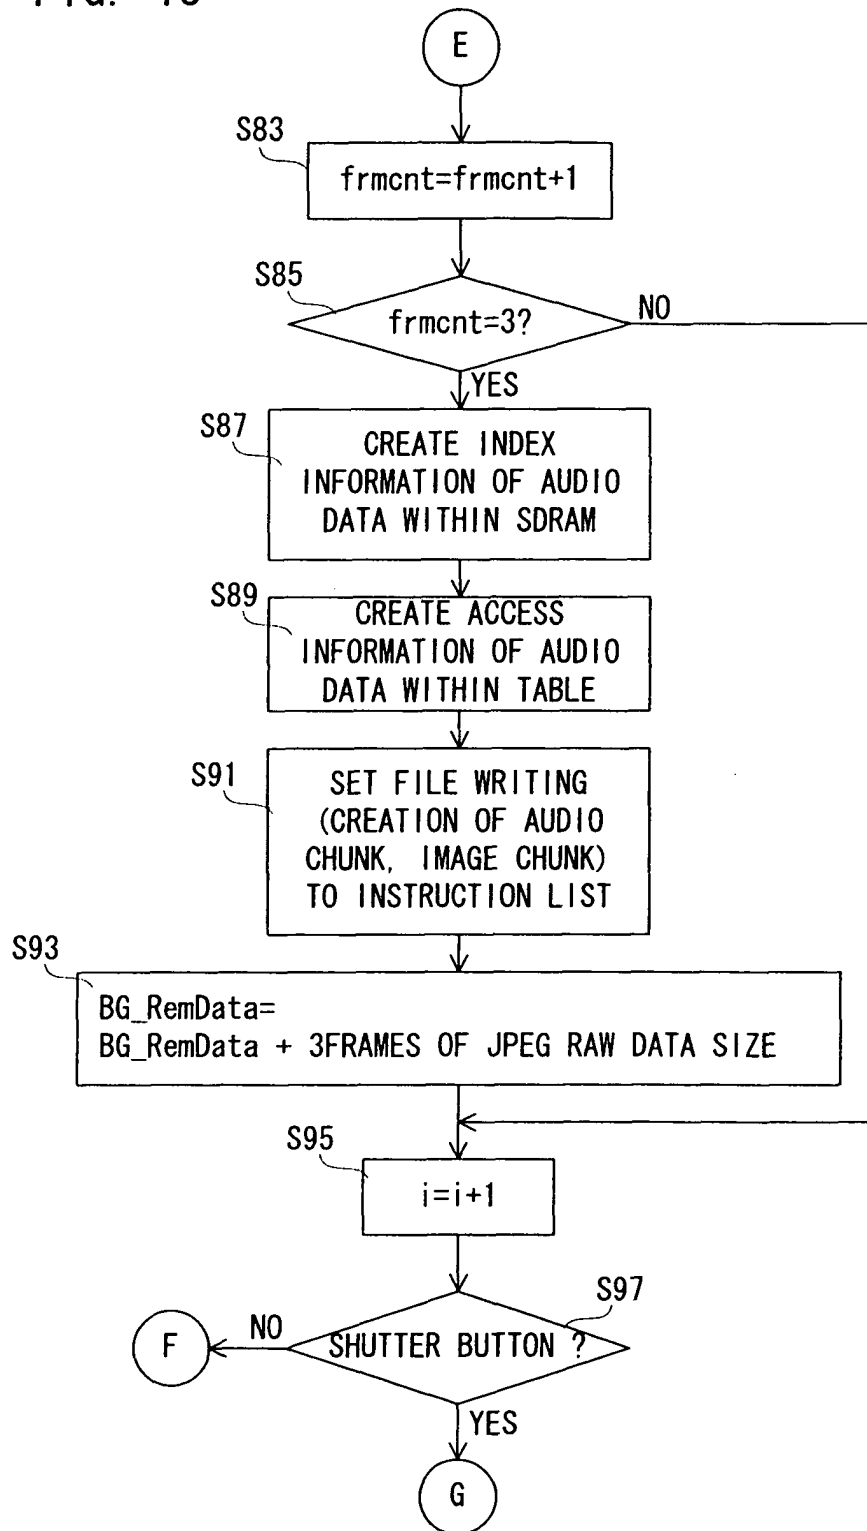 E
S83
frmcnt=frmcnt+1
S85
frmcnt=3?
NO
YES
S87
CREATE INDEX
INFORMATION OF AUDIO
DATA WITHIN SDRAM
S89
CREATE ACCESS
INFORMATION OF AUDIO
DATA WITHIN TABLE
S91
SET FILE WRITING
(CREATION OF AUDIO
CHUNK, IMAGE CHUNK)
TO INSTRUCTION LIST
S93
BG_RemData=
BG_RemData + 3FRAMES OF JPEG RAW DATA SIZE
S95
i=i+1
S97
SHUTTER BUTTON ?
NO
F
YES
G